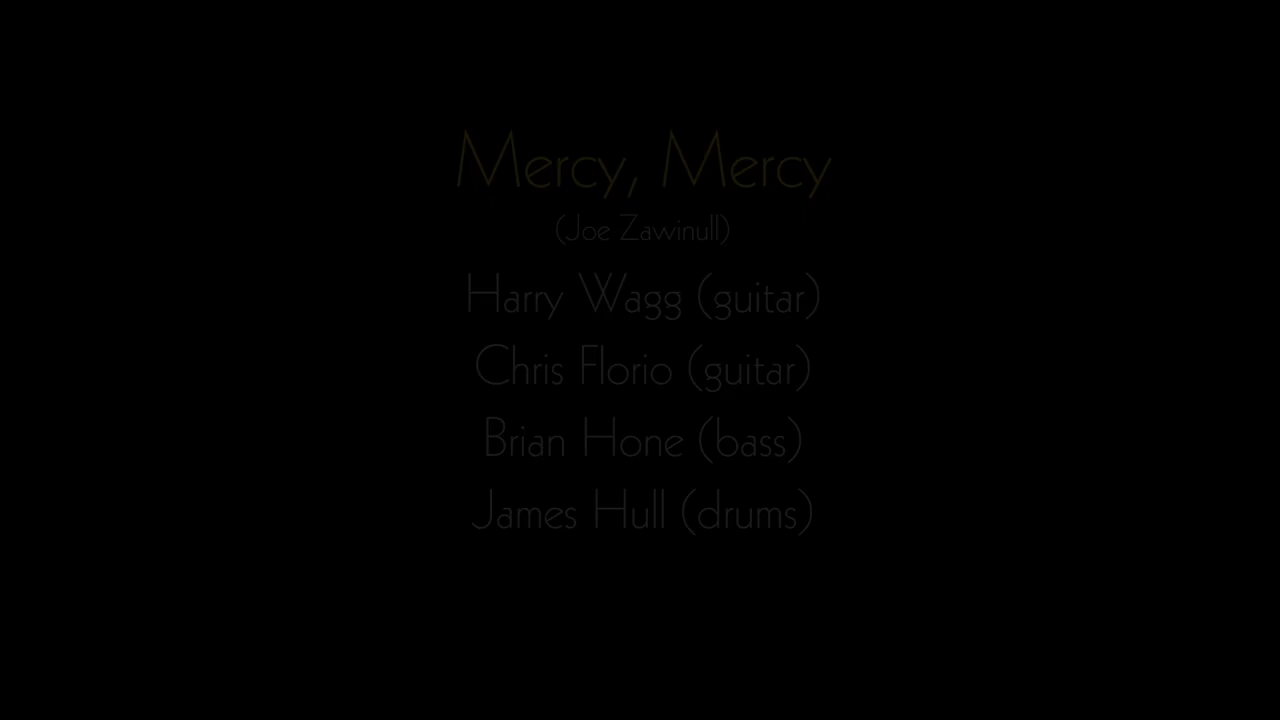 Mercy, Mercy
(Joe Zawinull)
Harry Wagg (guitar)
Chris Florio (guitar)
Brian Hone (bass)
James Hull (drums)